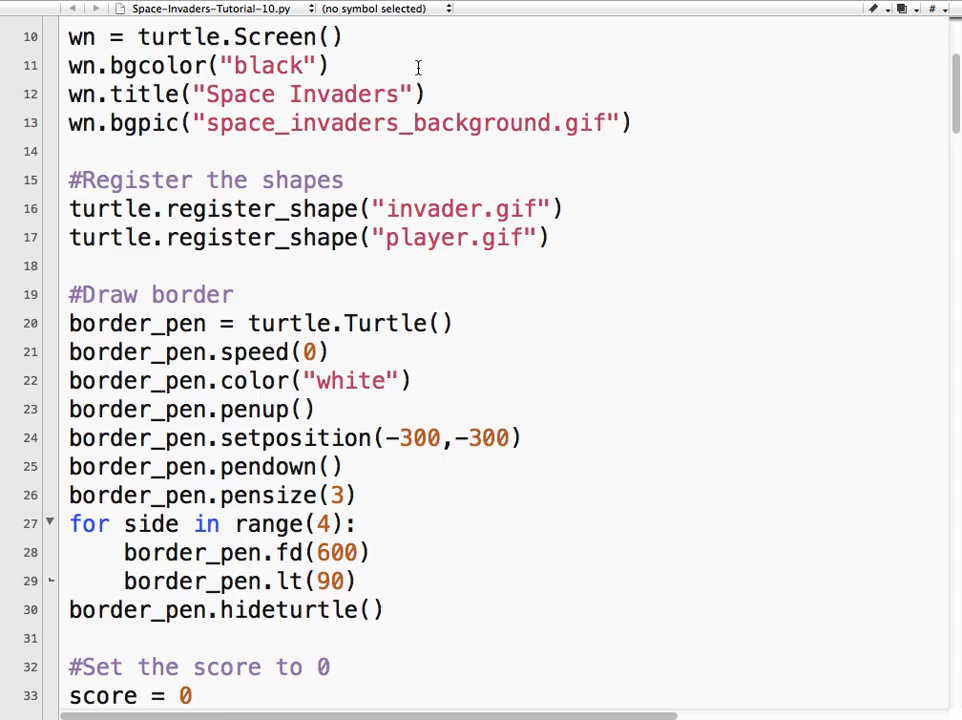 Space-Invaders-Tutorial-10.py (no symbol selected) #
10 wn = turtle.Screen()
11 wn.bgcolor("black")
12 wn.title("Space Invaders")
13 wn.bgpic("space_invaders_background.gif")
14
15 #Register the shapes
16 turtle.register_shape("invader.gif")
17 turtle.register_shape("player.gif")
18
19 #Draw border
20 border_pen = turtle.Turtle()
21 border_pen.speed(0)
22 border_pen.color("white")
23 border_pen.penup()
24 border_pen.setposition(-300,-300)
25 border_pen.pendown()
26 border_pen.pensize(3)
27 for side in range(4):
28     border_pen.fd(600)
29     border_pen.lt(90)
30 border_pen.hideturtle()
31
32 #Set the score to 0
33 score = 0